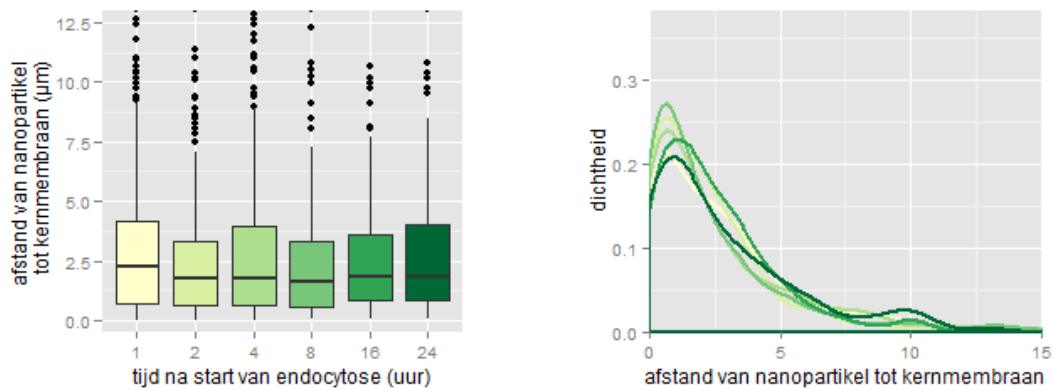 afstand van nanopartikel
tot kernmembraan (µm)
12.5
10.0
7.5
5.0
2.5
0.0
1 2 4 8 16 24
tijd na start van endocytose (uur)
dichtheid
0.3
0.2
0.1
0.0
0 5 10 15
afstand van nanopartikel tot kernmembraan